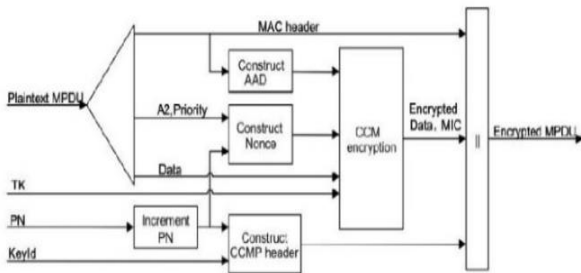 MAC header
Construct
AAD
Plaintext MPDU
A2,Priority
Construct
Nonce
CCM
encryption
Encrypted
Data, MIC
||
Encrypted MPDU
Data
TK
PN
Increment
PN
Construct
CCMP header
KeyId